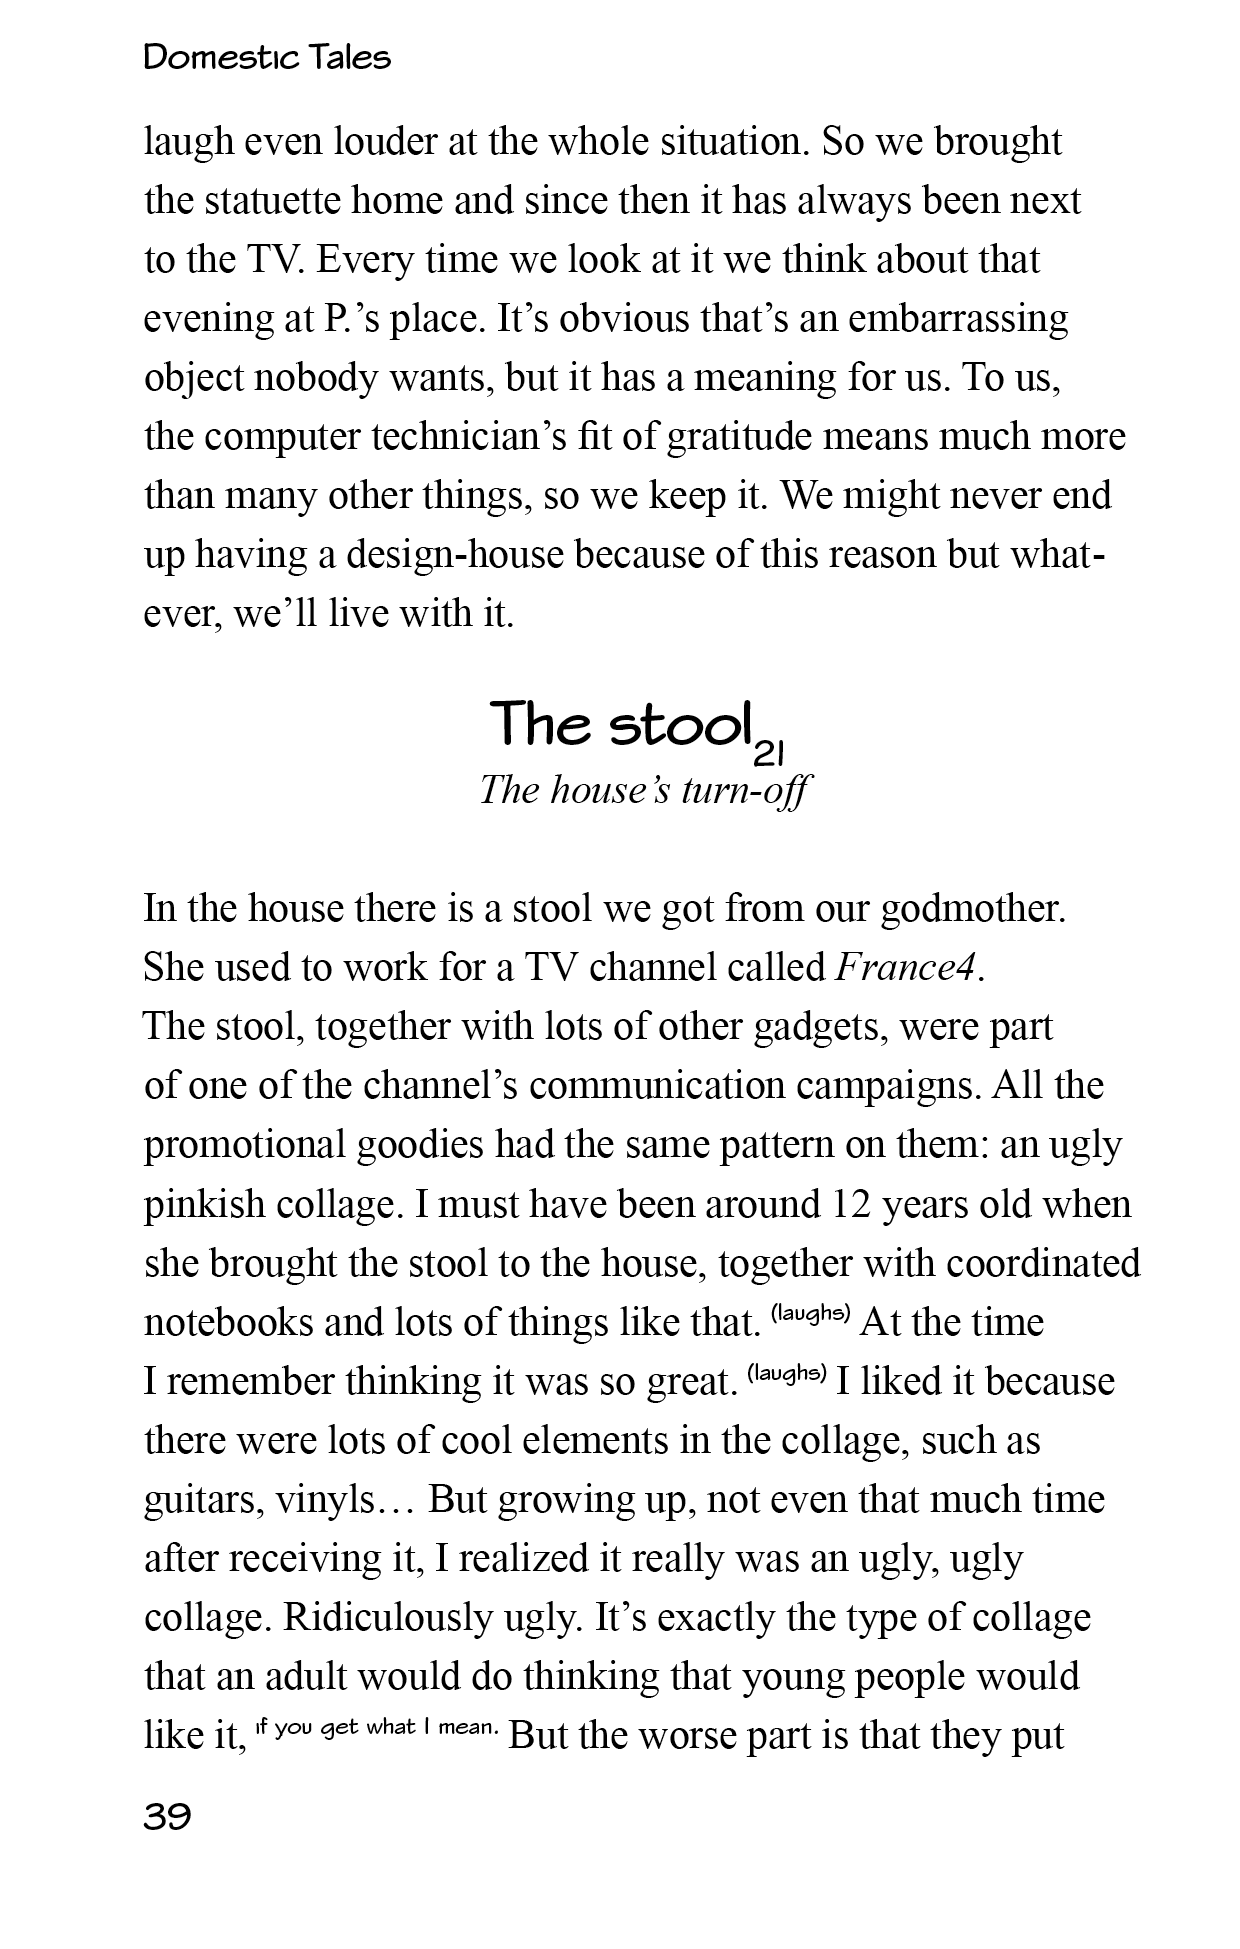 Domestic Tales
laugh even louder at the whole situation. So we brought
the statuette home and since then it has always been next
to the TV. Every time we look at it we think about that
evening at P.’s place. It’s obvious that’s an embarrassing
object nobody wants, but it has a meaning for us. To us,
the computer technician’s fit of gratitude means much more
than many other things, so we keep it. We might never end
up having a design-house because of this reason but what-
ever, we’ll live with it.
The stool21
The house’s turn-off
In the house there is a stool we got from our godmother.
She used to work for a TV channel called France4.
The stool, together with lots of other gadgets, were part
of one of the channel’s communication campaigns. All the
promotional goodies had the same pattern on them: an ugly
pinkish collage. I must have been around 12 years old when
she brought the stool to the house, together with coordinated
notebooks and lots of things like that. (laughs) At the time
I remember thinking it was so great. (laughs) I liked it because
there were lots of cool elements in the collage, such as
guitars, vinyls… But growing up, not even that much time
after receiving it, I realized it really was an ugly, ugly
collage. Ridiculously ugly. It’s exactly the type of collage
that an adult would do thinking that young people would
like it, if you get what I mean. But the worse part is that they put
39